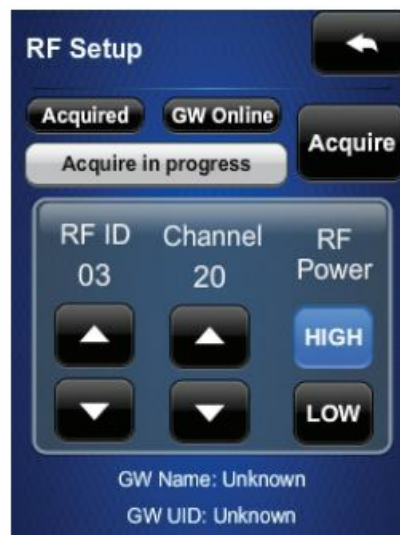 RF Setup
Acquired GW Online
Acquire
Acquire in progress
RF ID Channel RF
Power
03 20
HIGH
LOW
GW Name: Unknown
GW UID: Unknown